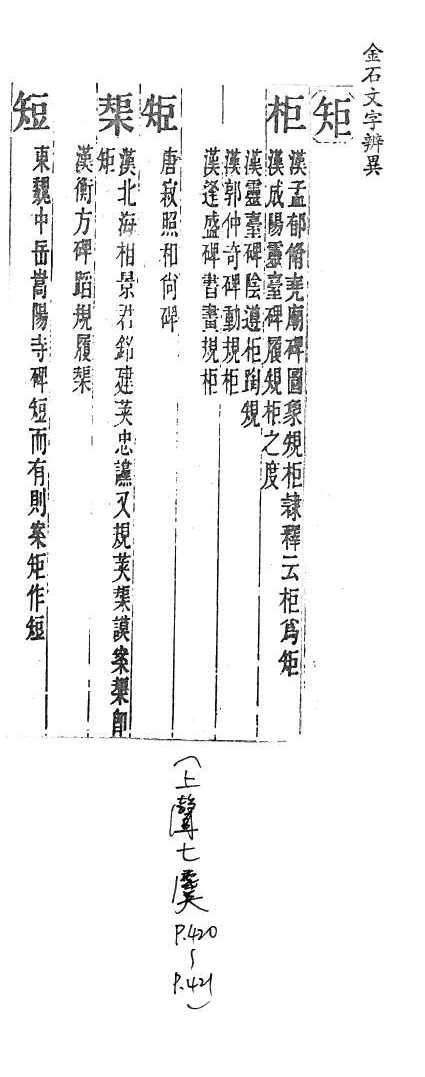 金石文字辨異
矩
柜
漢孟郁脩堯廟碑圖象規柜隸釋云柜爲矩
漢成陽靈臺碑履規柜之度
漢靈臺碑陰遵柜蹈規
漢郭仲奇碑動規柜
漢逢盛碑書畫規柜
矩
唐寂照和尚碑
榘
漢北海相景君銘建䇲忠讜又規䇲榘謨案榘卽
矩
漢衡方碑蹈規履榘
短
東魏中岳嵩陽寺碑短而有則案矩作短
(上聲七麌
P.420
~
P.421)